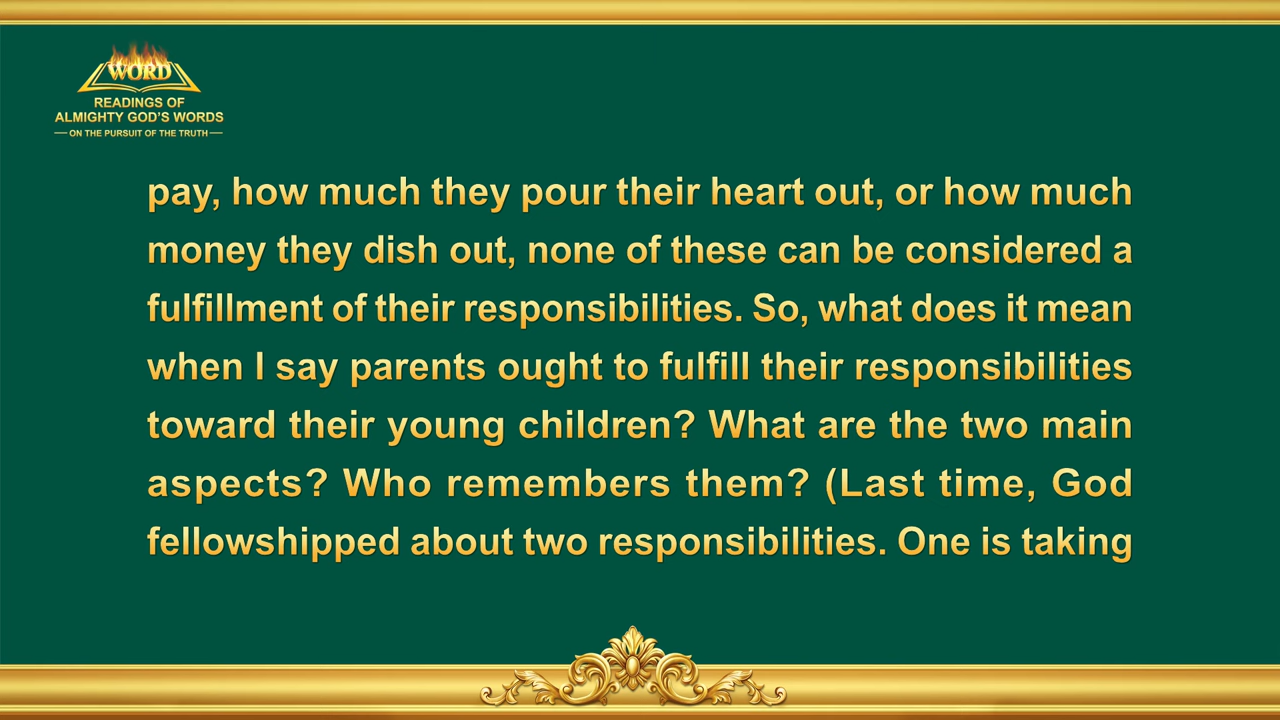 WORD
READINGS OF
ALMIGHTY GOD'S WORDS
ON THE PURSUIT OF THE TRUTH
pay, how much they pour their heart out, or how much
money they dish out, none of these can be considered a
fulfillment of their responsibilities. So, what does it mean
when I say parents ought to fulfill their responsibilities
toward their young children? What are the two main
aspects? Who remembers them? (Last time, God
fellowshipped about two responsibilities. One is taking